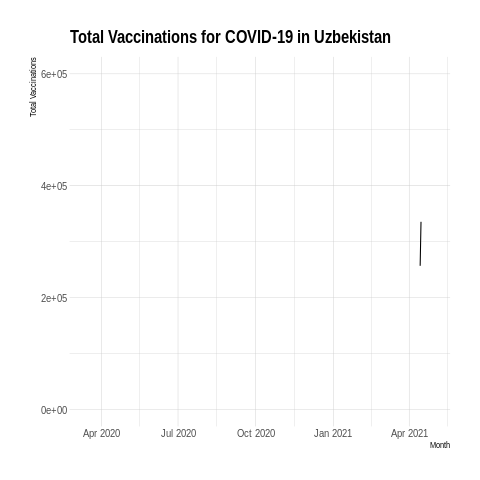 Total Vaccinations for COVID-19 in Uzbekistan
Total Vaccinations
6e+05
4e+05
2e+05
0e+00
Apr 2020
Jul 2020
Oct 2020
Jan 2021
Apr 2021
Month